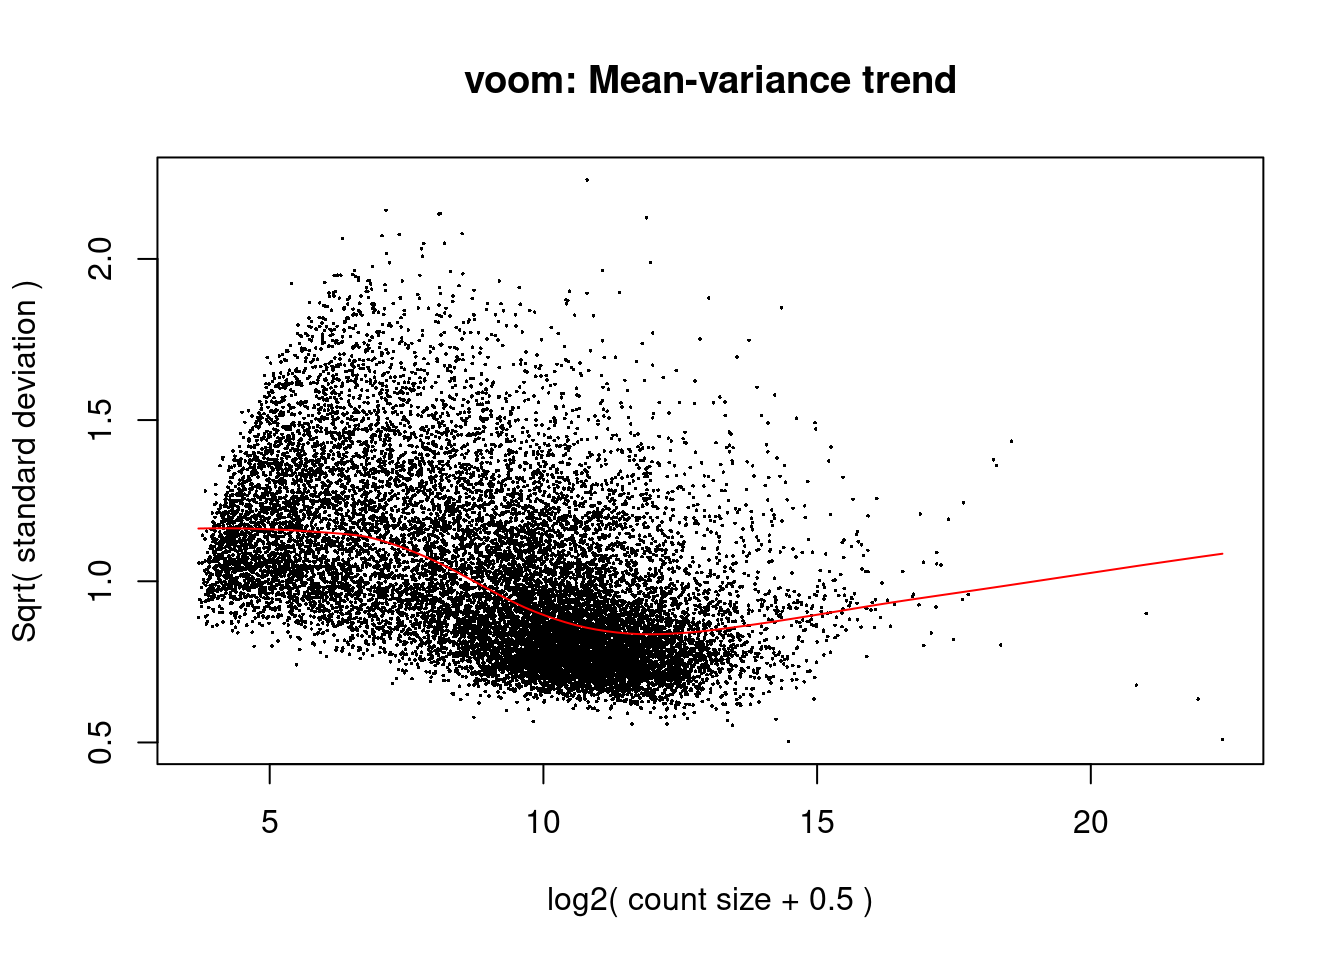 voom: Mean-variance trend
Sqrt( standard deviation )
2.0
1.5
1.0
0.5
5 10 15 20
log2( count size + 0.5 )